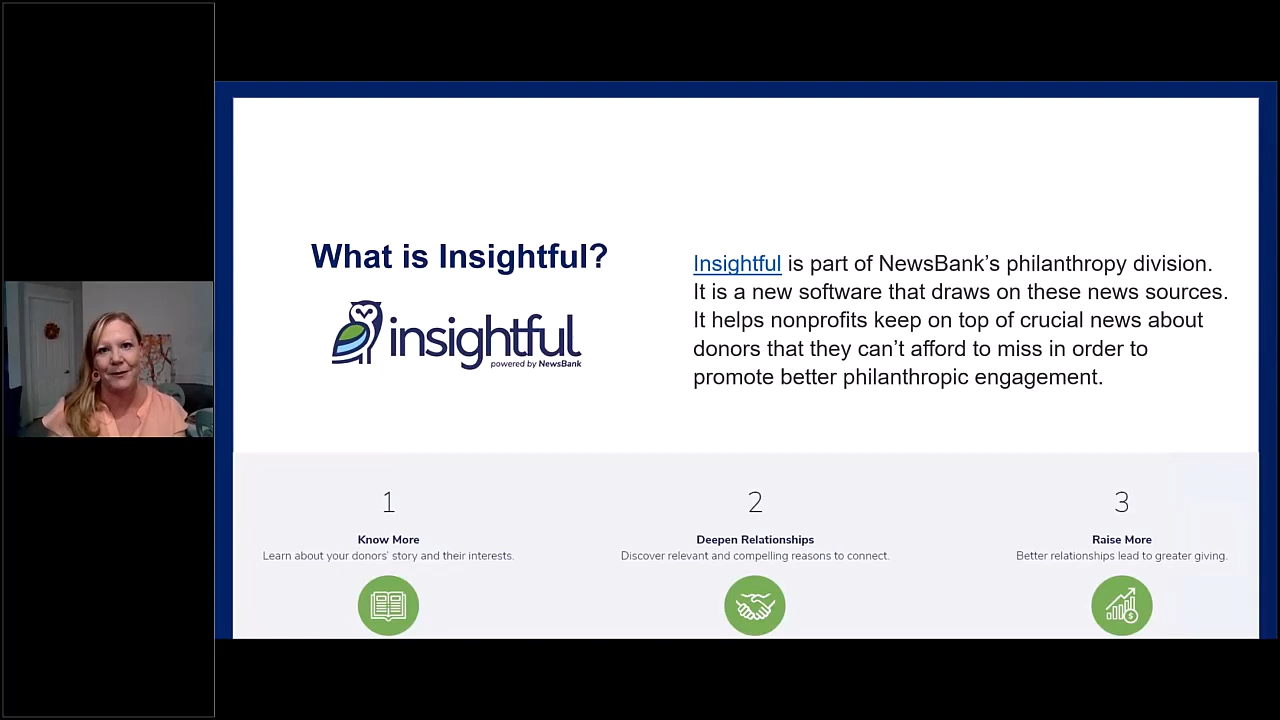 What is Insightful?
insightful
powered by NewsBank
Insightful is part of NewsBank’s philanthropy division.
It is a new software that draws on these news sources.
It helps nonprofits keep on top of crucial news about
donors that they can’t afford to miss in order to
promote better philanthropic engagement.
1
Know More
Learn about your donors’ story and their interests.
2
Deepen Relationships
Discover relevant and compelling reasons to connect.
3
Raise More
Better relationships lead to greater giving.
$